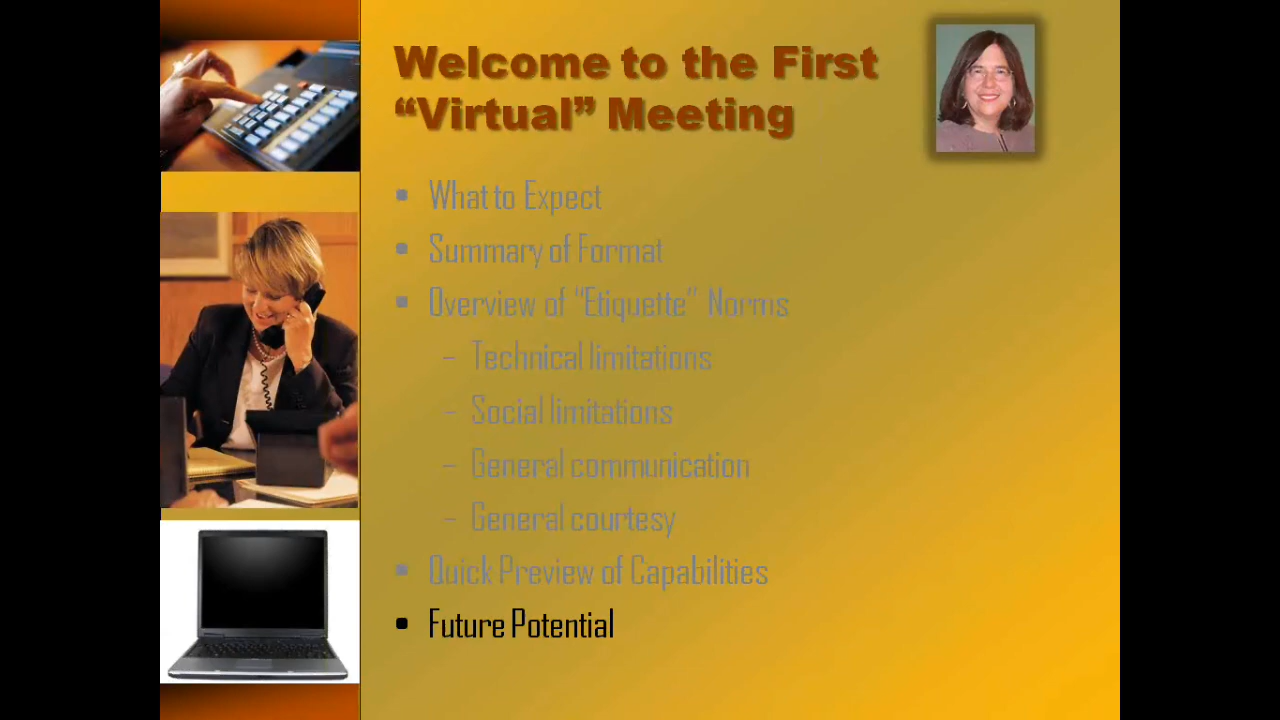 Welcome to the First
“Virtual” Meeting
• What to Expect
• Summary of Format
• Overview of “Etiquette” Norms
– Technical limitations
– Social limitations
– General communication
– General courtesy
• Quick Preview of Capabilities
• Future Potential